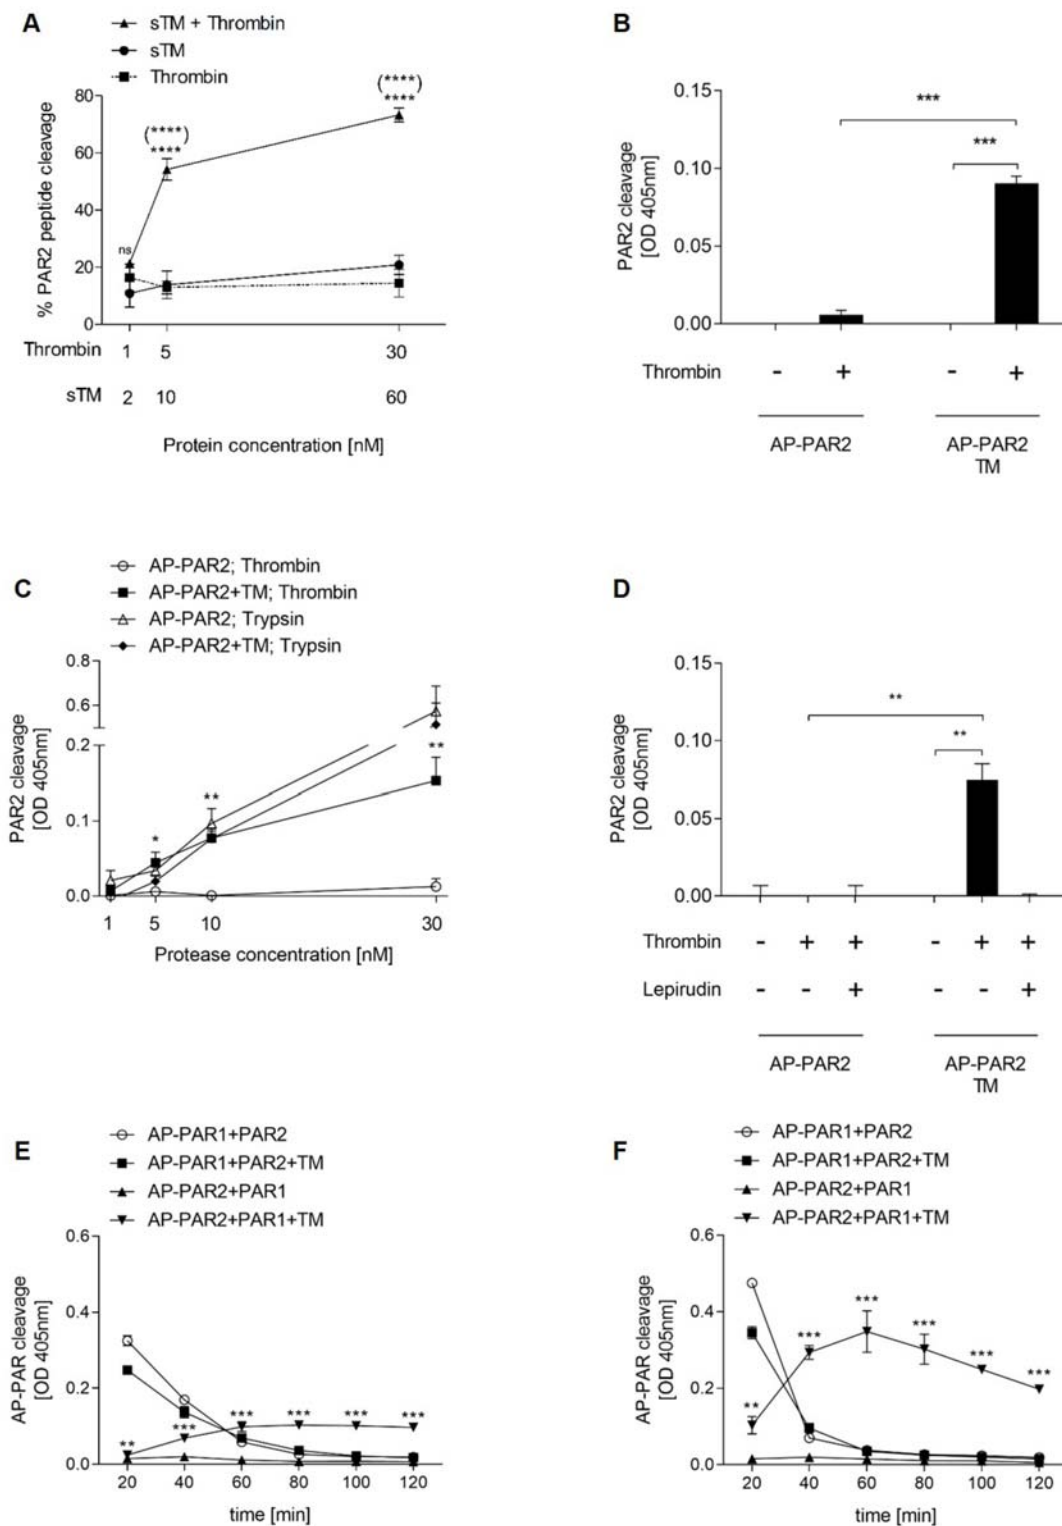 A
sTM + Thrombin
sTM
Thrombin
% PAR2 peptide cleavage
80
60
40
20
0
ns
(****)
****
(****)
****
Thrombin 1 5 30
sTM 2 10 60
Protein concentration [nM]
B
PAR2 cleavage
[OD 405nm]
0.15
0.10
0.05
0.00
***
***
Thrombin - + - +
AP-PAR2
AP-PAR2
TM
C
AP-PAR2; Thrombin
AP-PAR2+TM; Thrombin
AP-PAR2; Trypsin
AP-PAR2+TM; Trypsin
PAR2 cleavage
[OD 405nm]
0.8
0.6
0.2
0.1
0.0
*
**
**
1 5 10 30
Protease concentration [nM]
D
PAR2 cleavage
[OD 405nm]
0.15
0.10
0.05
0.00
**
**
Thrombin - + + - + +
Lepirudin - - + - - +
AP-PAR2
AP-PAR2
TM
E
AP-PAR1+PAR2
AP-PAR1+PAR2+TM
AP-PAR2+PAR1
AP-PAR2+PAR1+TM
AP-PAR cleavage
[OD 405nm]
0.6
0.4
0.2
0.0
** *** *** *** *** ***
20 40 60 80 100 120
time [min]
F
AP-PAR1+PAR2
AP-PAR1+PAR2+TM
AP-PAR2+PAR1
AP-PAR2+PAR1+TM
AP-PAR cleavage
[OD 405nm]
0.6
0.4
0.2
0.0
** *** *** *** *** ***
20 40 60 80 100 120
time [min]